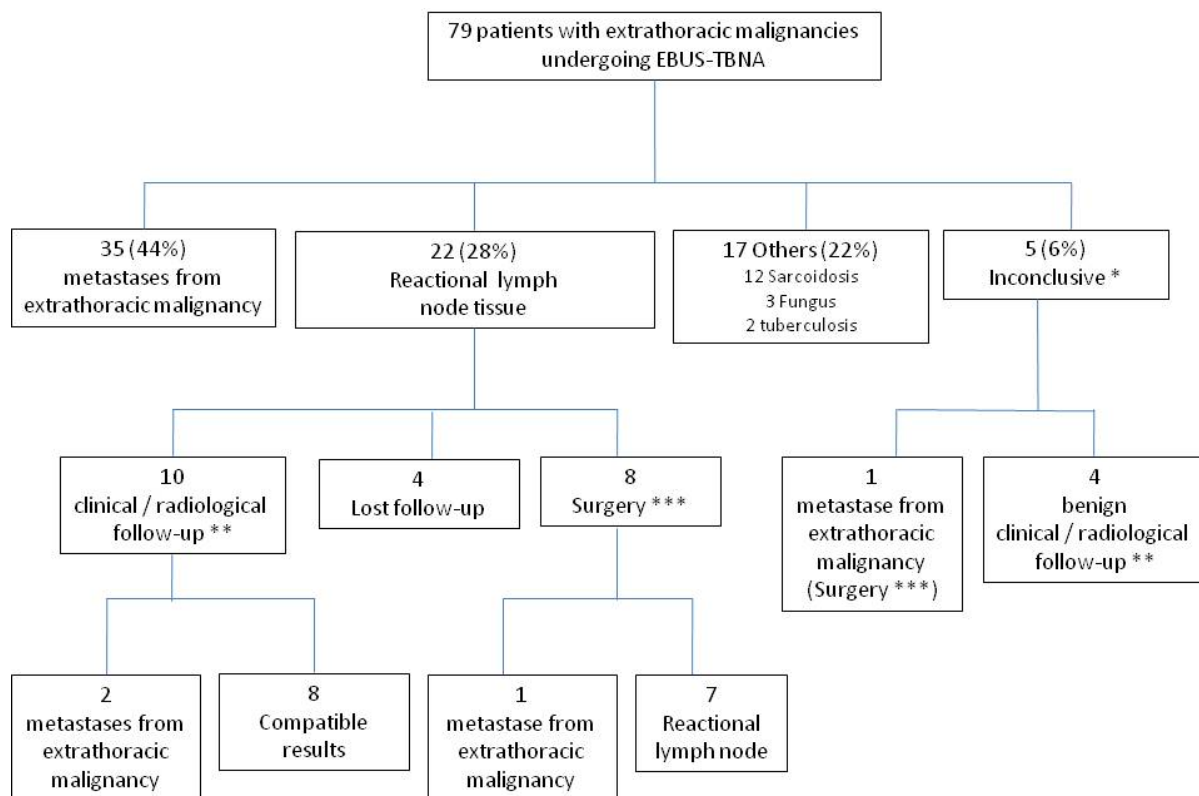 79 patients with extrathoracic malignancies
undergoing EBUS-TBNA
35 (44%)
metastases from
extrathoracic malignancy
22 (28%)
Reactional lymph
node tissue
17 Others (22%)
12 Sarcoidosis
3 Fungus
2 tuberculosis
5 (6%)
Inconclusive *
10
clinical / radiological
follow-up **
4
Lost follow-up
8
Surgery ***
1
metastase from
extrathoracic
malignancy
(Surgery ***)
4
benign
clinical / radiological
follow-up **
2
metastases from
extrathoracic
malignancy
8
Compatible
results
1
metastase from
extrathoracic
malignancy
7
Reactional
lymph node